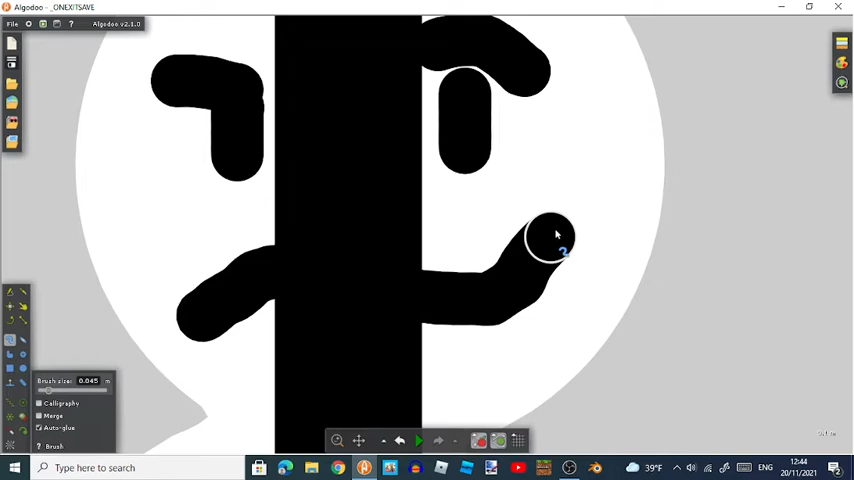 Algodoo - _ONEXITSAVE
File
?
Algodoo v2.1.0
Brush size: 0.045 m
Calligraphy
Merge
Auto-glue
? Brush
Type here to search
39°F
ENG
12:44
20/11/2021
2